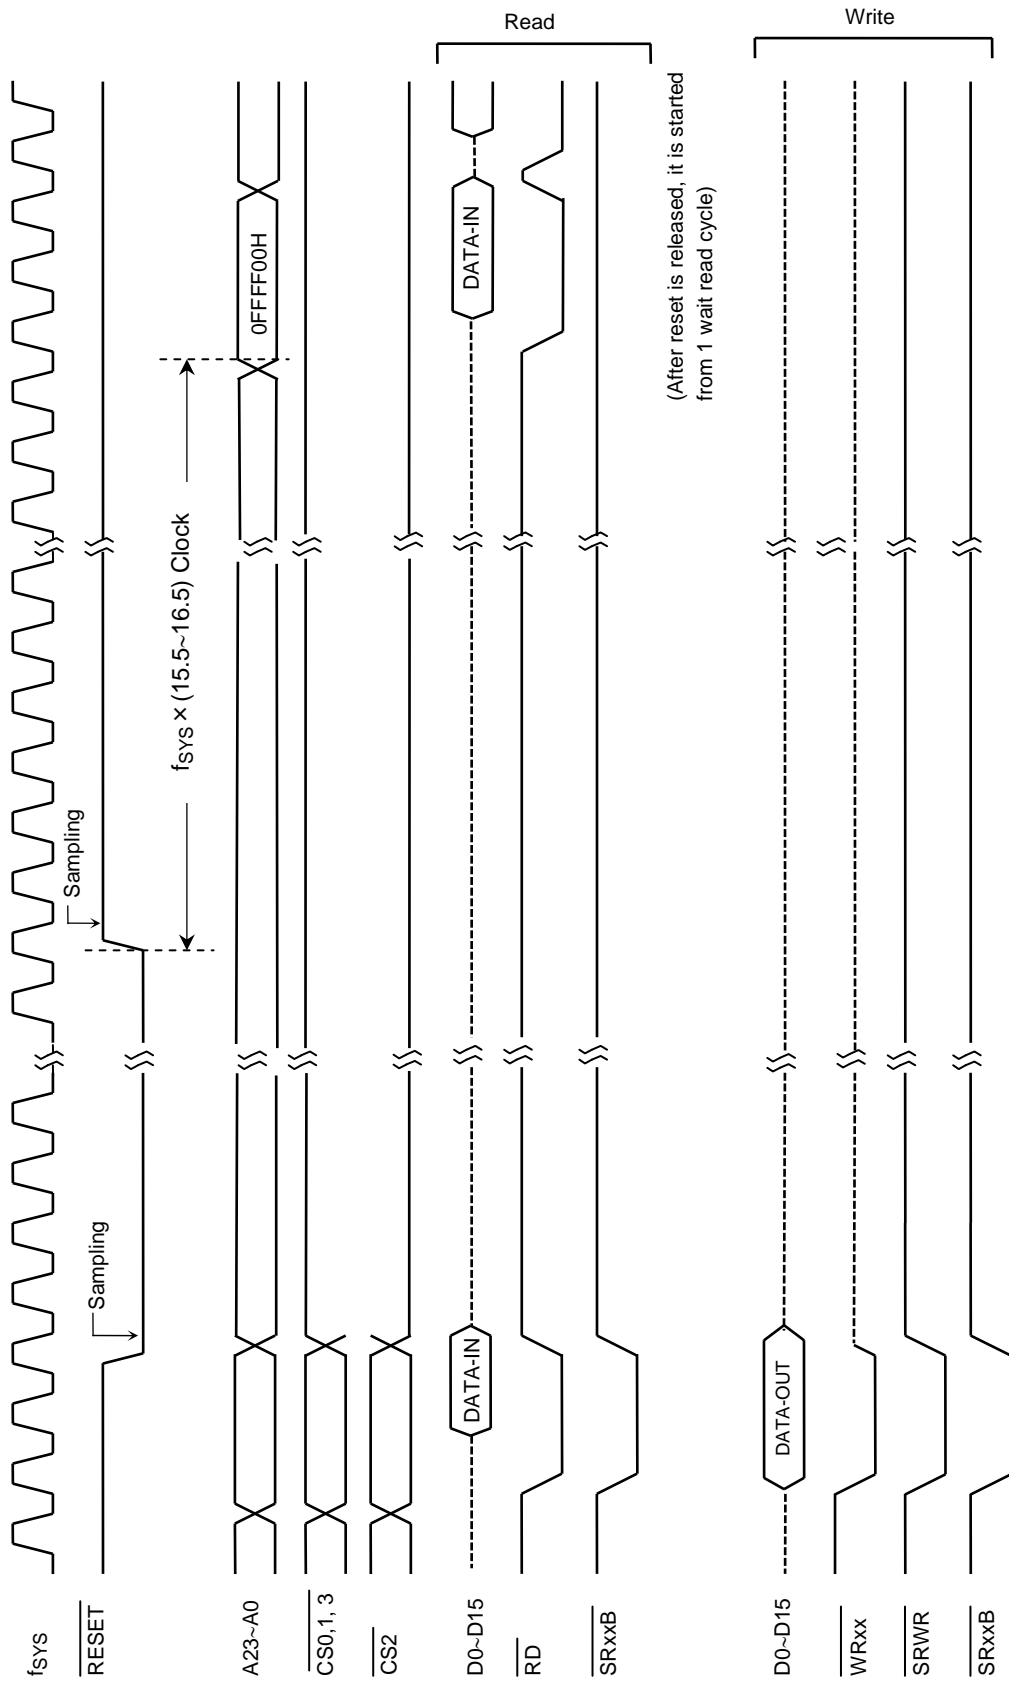 Read
Write
fSYS
RESET
Sampling
Sampling
fSYS × (15.5~16.5) Clock
A23~A0
0FFFF00H
CS0,1, 3
CS2
D0~D15
DATA-IN
DATA-IN
RD
SRxxB
(After reset is released, it is started
from 1 wait read cycle)
D0~D15
DATA-OUT
WRxx
SRWR
SRxxB